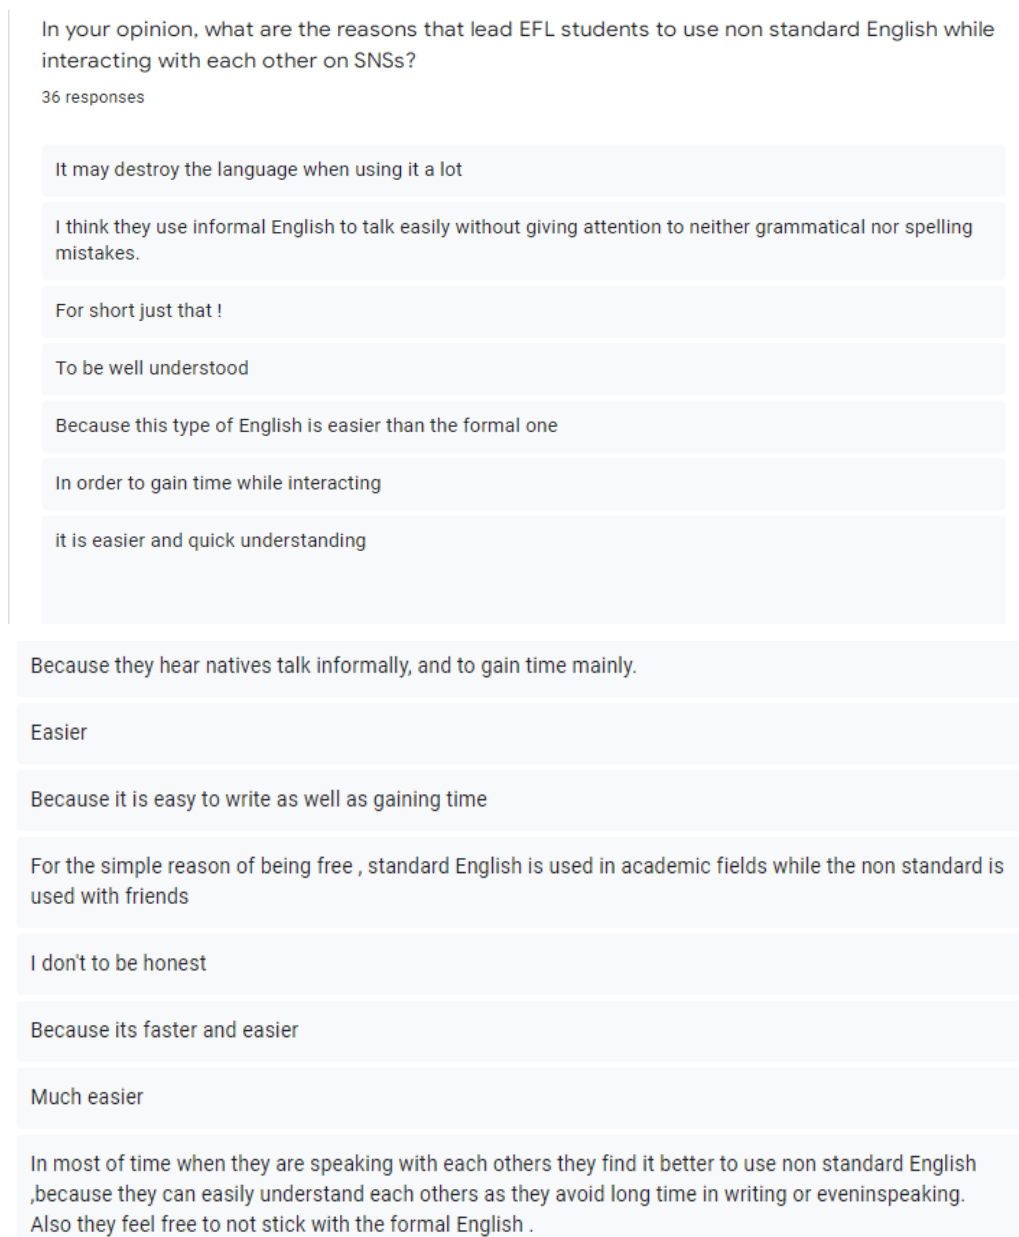 In your opinion, what are the reasons that lead EFL students to use non standard English while
interacting with each other on SNSs?
36 responses
It may destroy the language when using it a lot
I think they use informal English to talk easily without giving attention to neither grammatical nor spelling
mistakes.
For short just that !
To be well understood
Because this type of English is easier than the formal one
In order to gain time while interacting
it is easier and quick understanding
Because they hear natives talk informally, and to gain time mainly.
Easier
Because it is easy to write as well as gaining time
For the simple reason of being free , standard English is used in academic fields while the non standard is
used with friends
I don't to be honest
Because its faster and easier
Much easier
In most of time when they are speaking with each others they find it better to use non standard English
,because they can easily understand each others as they avoid long time in writing or eveninspeaking.
Also they feel free to not stick with the formal English .